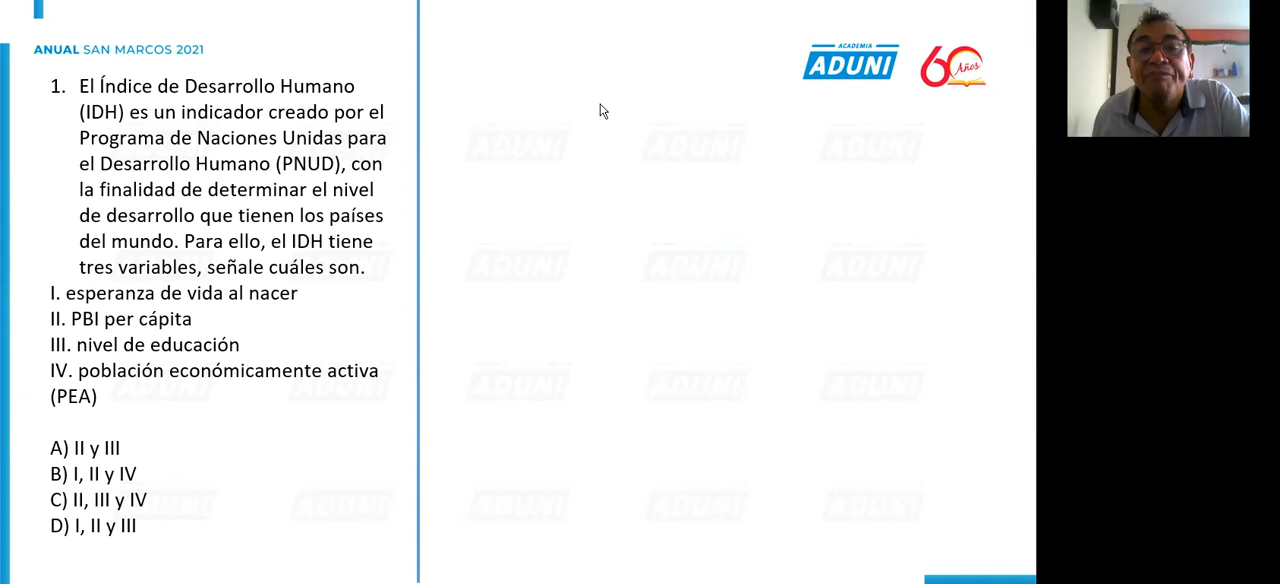 ANUAL SAN MARCOS 2021
ACADEMIA
ADUNI
60 Años
1. El Índice de Desarrollo Humano
(IDH) es un indicador creado por el
Programa de Naciones Unidas para
el Desarrollo Humano (PNUD), con
la finalidad de determinar el nivel
de desarrollo que tienen los países
del mundo. Para ello, el IDH tiene
tres variables, señale cuáles son.
I. esperanza de vida al nacer
II. PBI per cápita
III. nivel de educación
IV. población económicamente activa
(PEA)
A) II y III
B) I, II y IV
C) II, III y IV
D) I, II y III